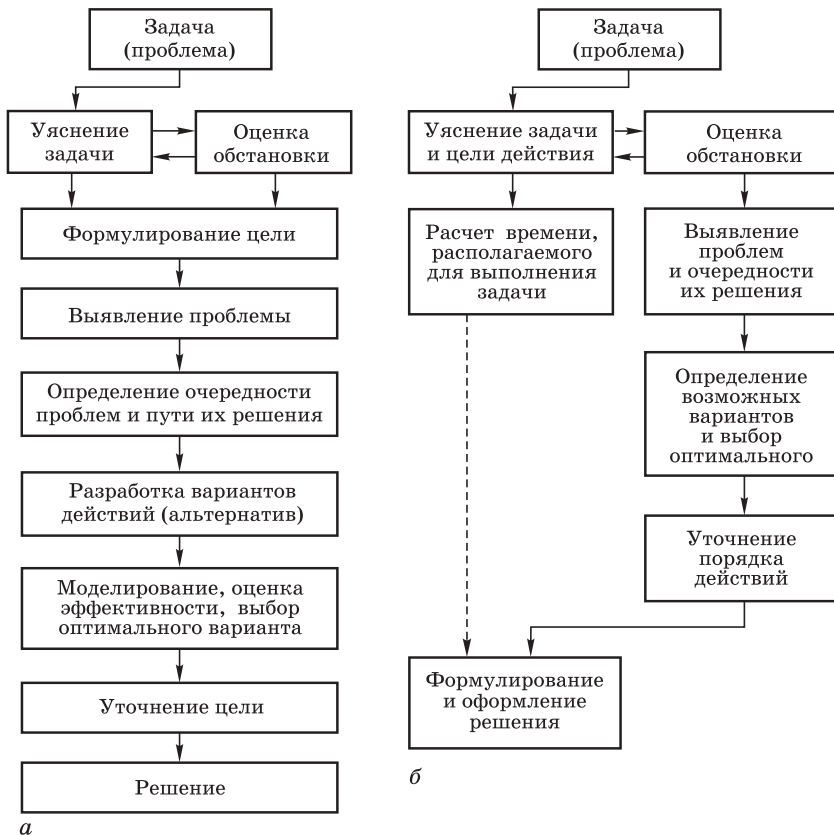 Задача
(проблема)
Уяснение
задачи
Оценка
обстановки
Формулирование цели
Выявление проблемы
Определение очередности
проблем и пути их решения
Разработка вариантов
действий (альтернатив)
Моделирование, оценка
эффективности, выбор
оптимального варианта
Уточнение цели
Решение
а
Задача
(проблема)
Уяснение задачи
и цели действия
Оценка
обстановки
Расчет времени,
располагаемого
для выполнения
задачи
Выявление
проблем
и очередности
их решения
Определение
возможных
вариантов
и выбор
оптимального
Уточнение
порядка
действий
Формулирование
и оформление
решения
б